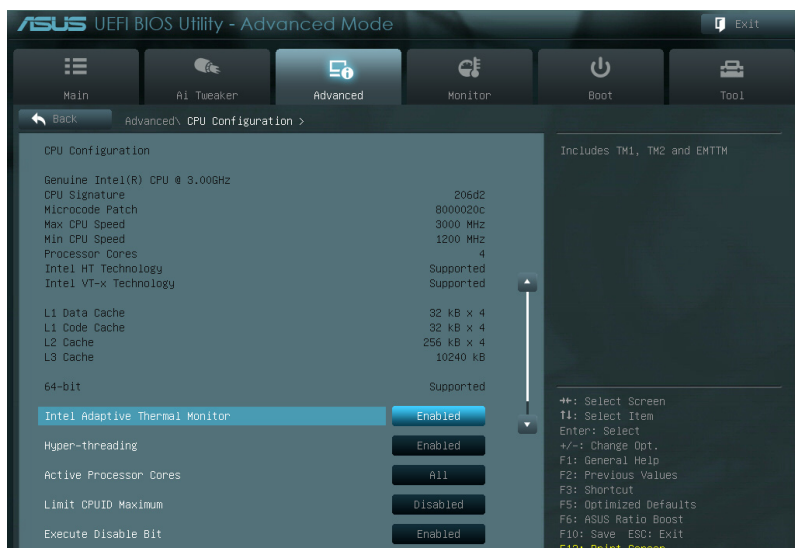 ASUS UEFI BIOS Utility - Advanced Mode
Exit
Main
Ai Tweaker
Advanced
Monitor
Boot
Tool
Back
Advanced\ CPU Configuration >
CPU Configuration
Genuine Intel(R) CPU @ 3.00GHz
CPU Signature 206d2
Microcode Patch 8000020c
Max CPU Speed 3000 MHz
Min CPU Speed 1200 MHz
Processor Cores 4
Intel HT Technology Supported
Intel VT-x Technology Supported
L1 Data Cache 32 kB x 4
L1 Code Cache 32 kB x 4
L2 Cache 256 kB x 4
L3 Cache 10240 kB
64-bit Supported
Intel Adaptive Thermal Monitor Enabled
Hyper-threading Enabled
Active Processor Cores All
Limit CPUID Maximum Disabled
Execute Disable Bit Enabled
Includes TM1, TM2 and EMTTM
→←: Select Screen
↑↓: Select Item
Enter: Select
+/-: Change Opt.
F1: General Help
F2: Previous Values
F3: Shortcut
F5: Optimized Defaults
F6: ASUS Ratio Boost
F10: Save ESC: Exit
F12: Print Screen